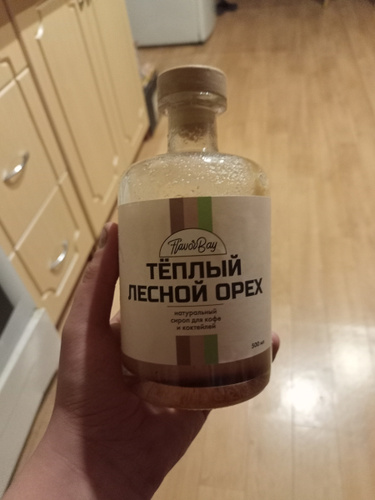 FlavorBay
ТЁПЛЫЙ
ЛЕСНОЙ ОРЕХ
натуральный
сироп для кофе
и коктейлей
500 мл